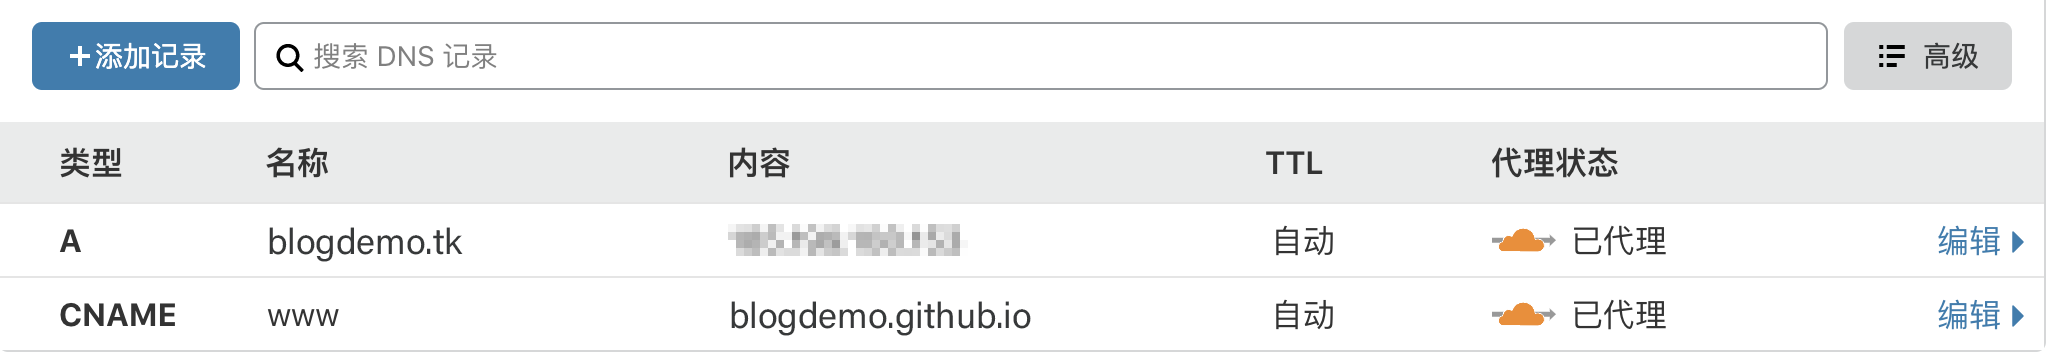 +添加记录 搜索 DNS 记录 高级
类型 名称 内容 TTL 代理状态
A blogdemo.tk 自动 已代理 编辑
CNAME www blogdemo.github.io 自动 已代理 编辑